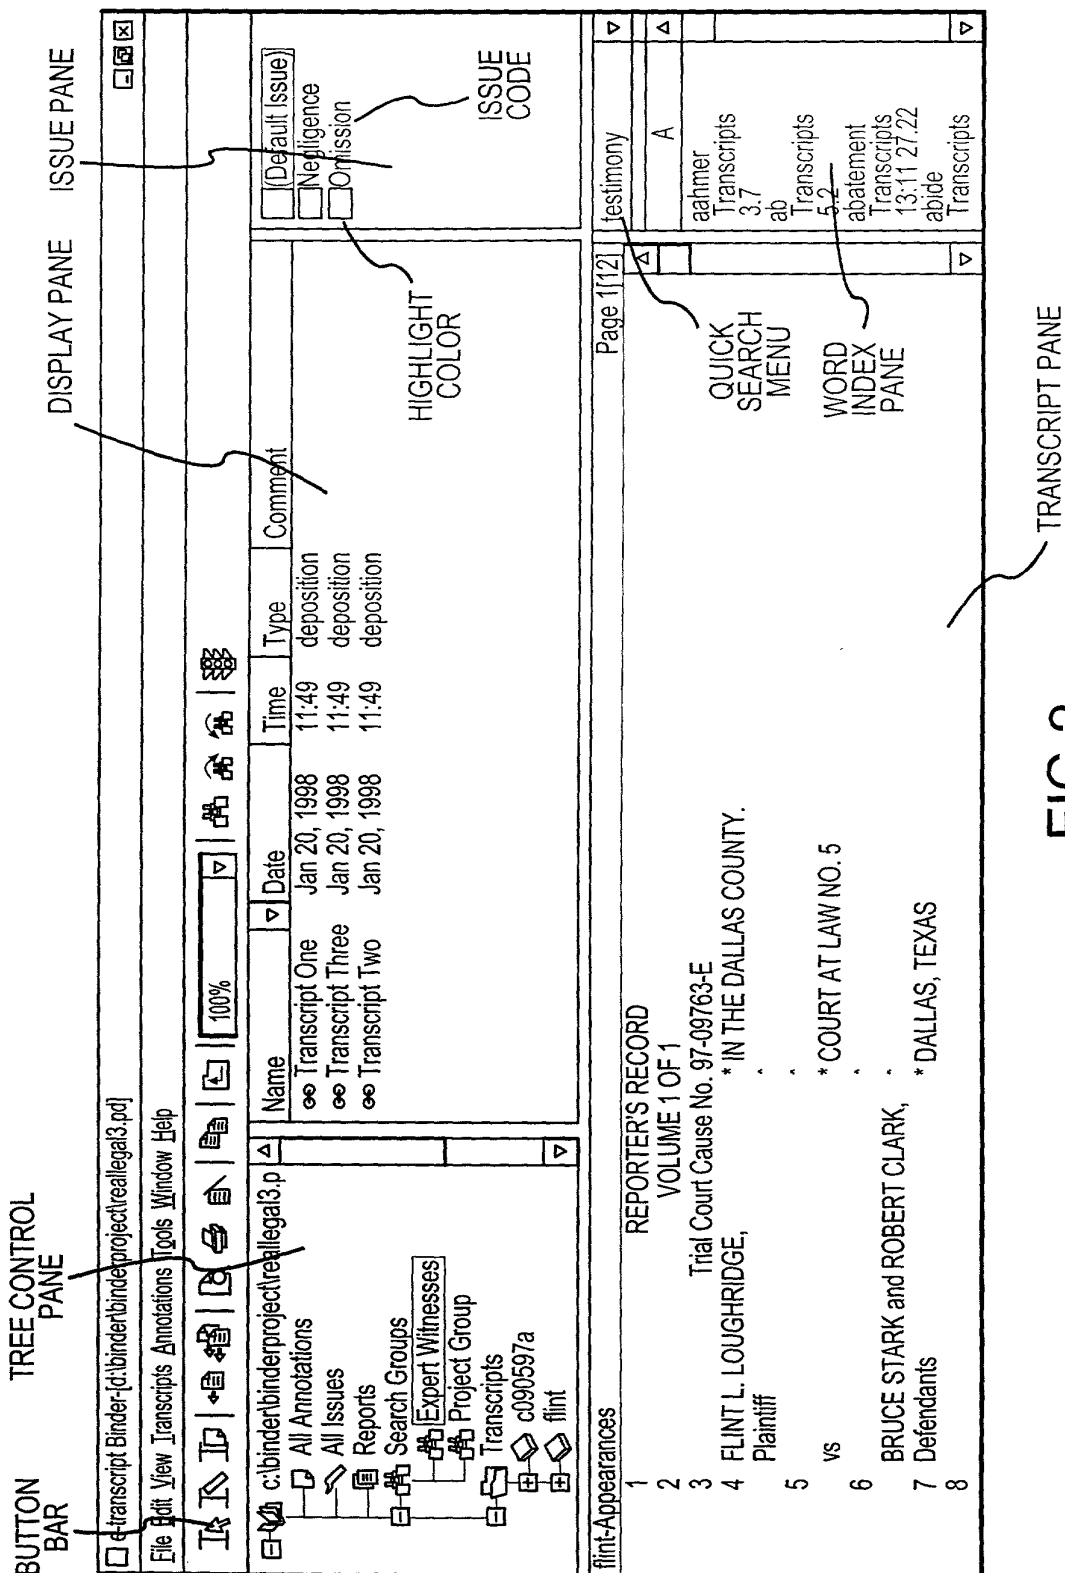 BUTTON
BAR
TREE CONTROL
PANE
DISPLAY PANE
ISSUE PANE
e-transcript Binder-[d:\binder\binderproject\reallegal3.pd]
File Edit View Transcripts Annotations Tools Window Help
100%
c:\binder\binderproject\reallegal3.p
All Annotations
All Issues
Reports
Search Groups
Expert Witnesses
Project Group
Transcripts
c090597a
flint
Name Date Time Type Comment
Transcript One Jan 20, 1998 11:49 deposition
Transcript Three Jan 20, 1998 11:49 deposition
Transcript Two Jan 20, 1998 11:49 deposition
(Default Issue)
Negligence
Omission
HIGHLIGHT
COLOR
ISSUE
CODE
flint-Appearances Page 1[12]
1 REPORTER'S RECORD
2 VOLUME 1 OF 1
3 Trial Court Cause No. 97-09763-E
4 FLINT L. LOUGHRIDGE, * IN THE DALLAS COUNTY.
Plaintiff
5
vs * COURT AT LAW NO. 5
6
BRUCE STARK and ROBERT CLARK,
7 Defendants * DALLAS, TEXAS
8
QUICK
SEARCH
MENU
WORD
INDEX
PANE
testimony
A
aahmer
Transcripts
3.7
ab
Transcripts
5.2
abatement
Transcripts
13:11 27.22
abide
Transcripts
TRANSCRIPT PANE